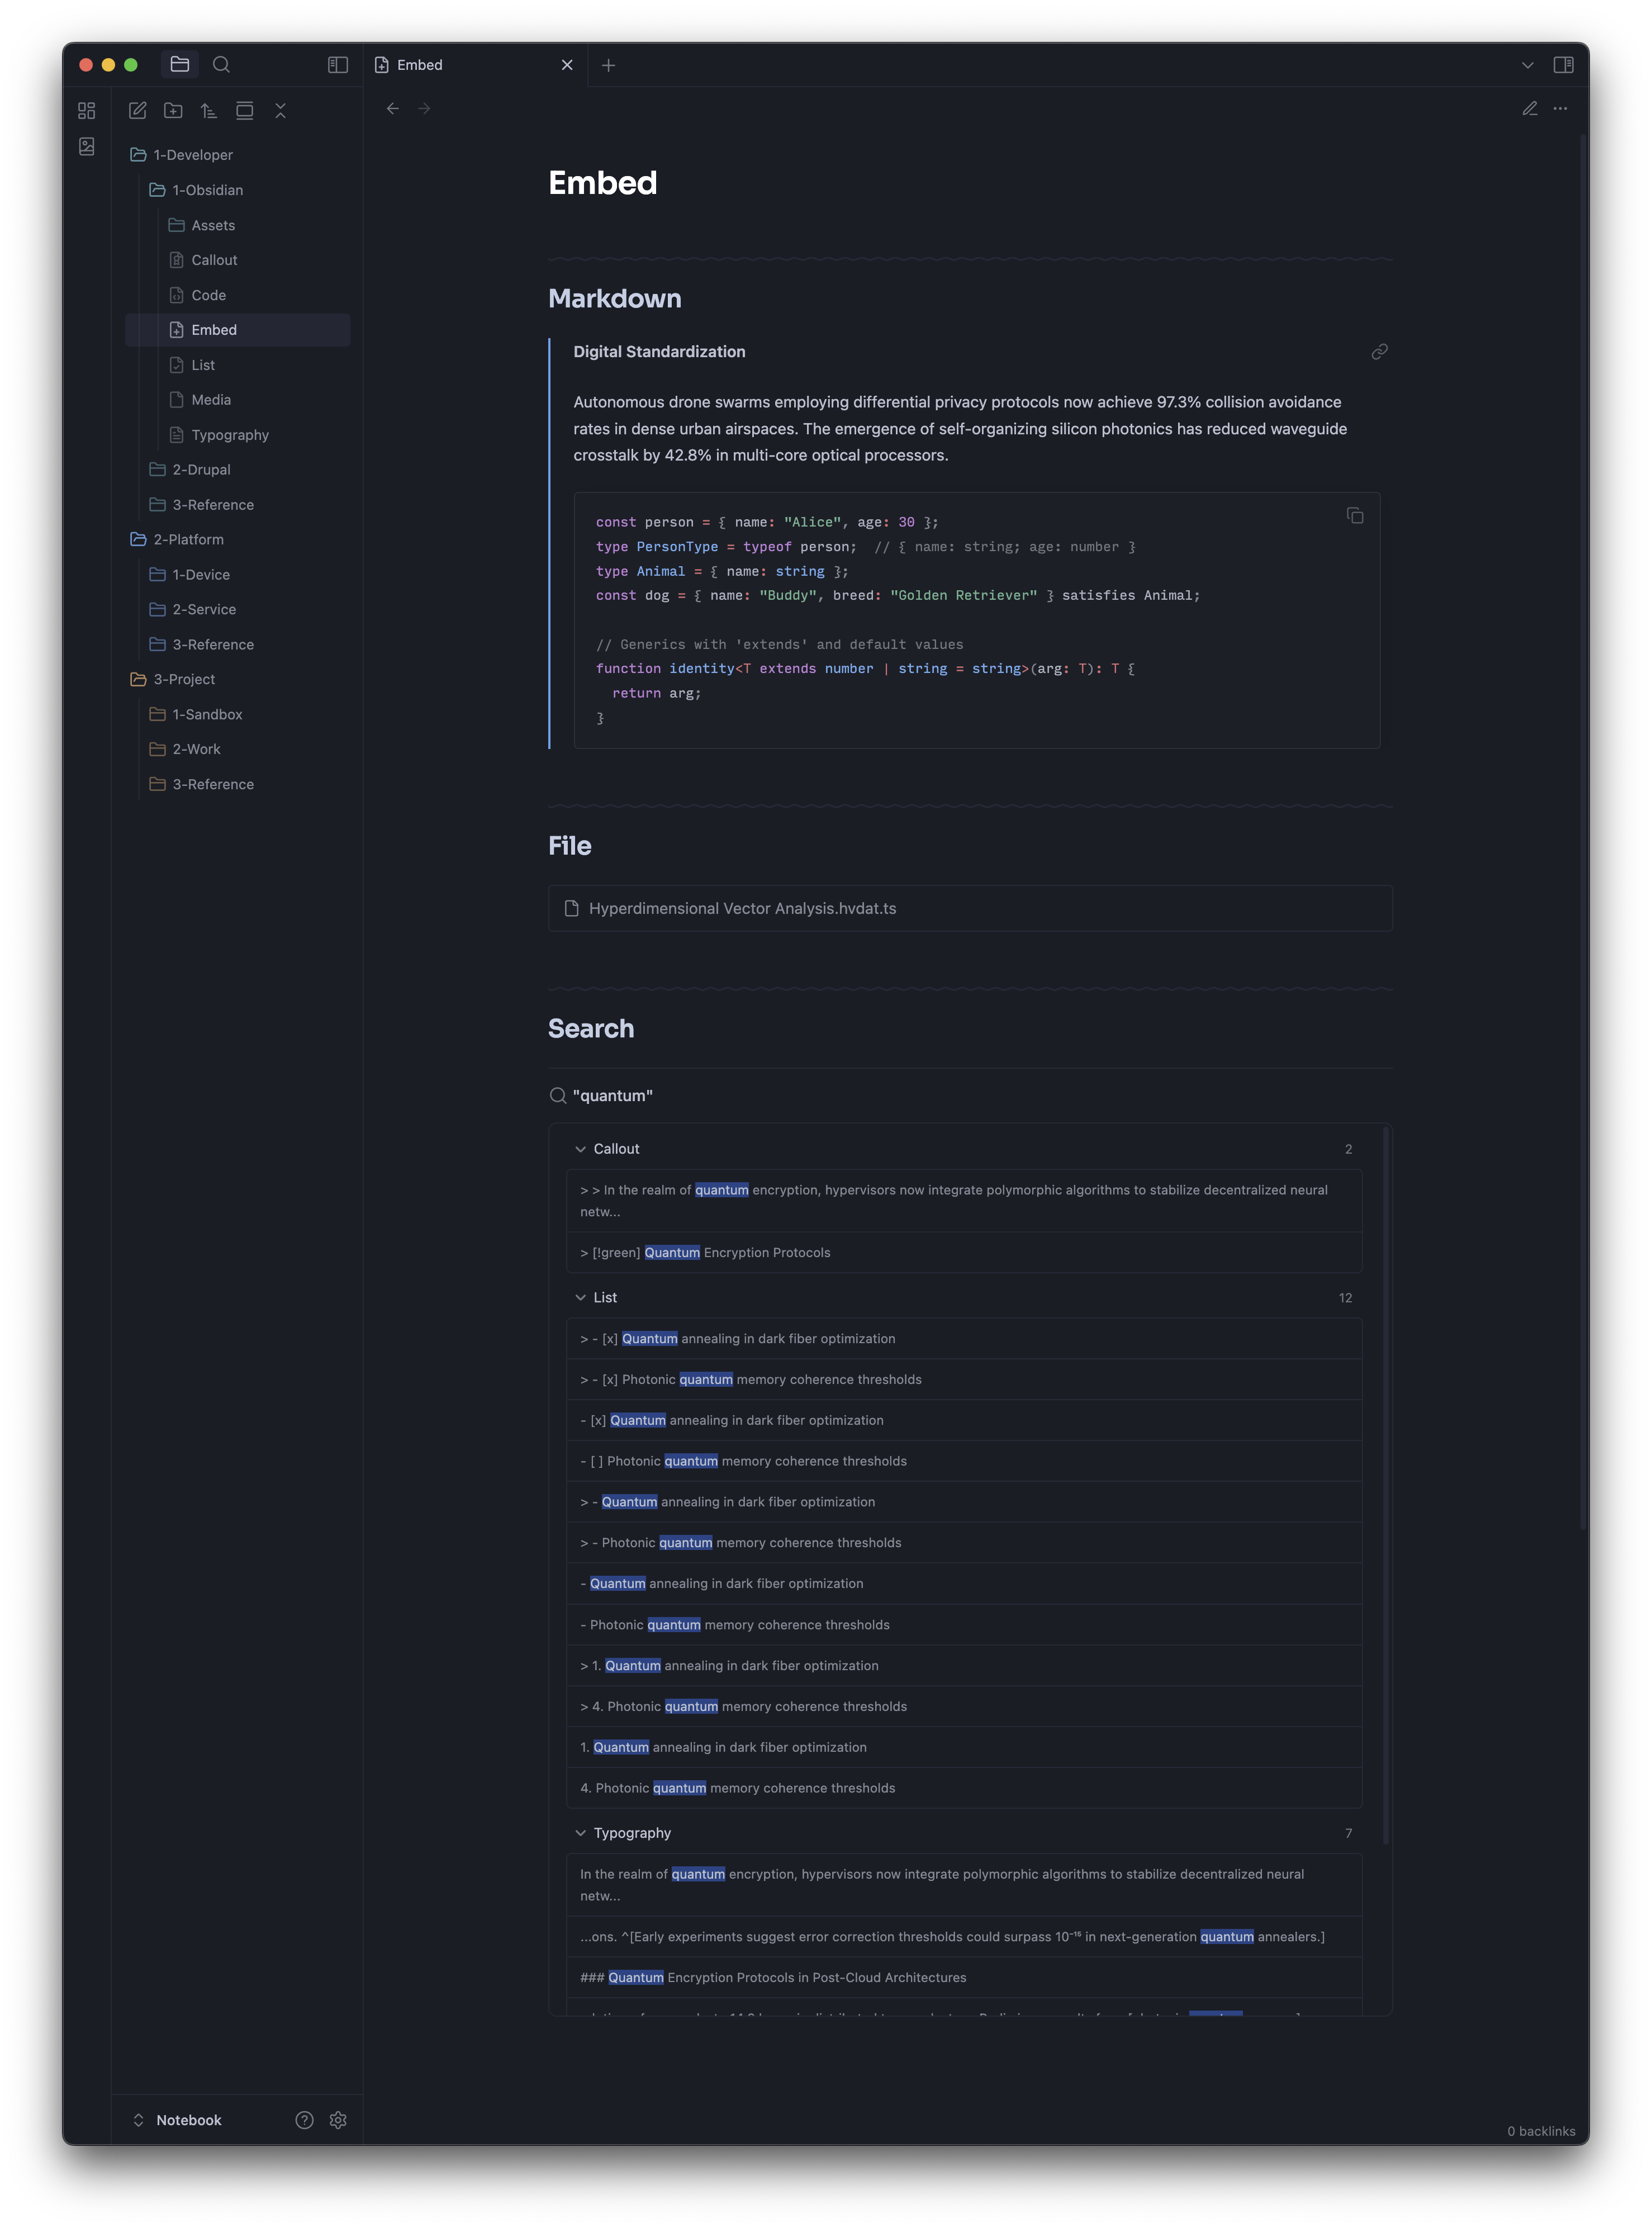 Embed
1-Developer
1-Obsidian
Assets
Callout
Code
Embed
List
Media
Typography
2-Drupal
3-Reference
2-Platform
1-Device
2-Service
3-Reference
3-Project
1-Sandbox
2-Work
3-Reference
Notebook
Embed
Markdown
Digital Standardization
Autonomous drone swarms employing differential privacy protocols now achieve 97.3% collision avoidance
rates in dense urban airspaces. The emergence of self-organizing silicon photonics has reduced waveguide
crosstalk by 42.8% in multi-core optical processors.
const person = { name: "Alice", age: 30 };
type PersonType = typeof person;  // { name: string; age: number }
type Animal = { name: string };
const dog = { name: "Buddy", breed: "Golden Retriever" } satisfies Animal;
// Generics with 'extends' and default values
function identity<T extends number | string = string>(arg: T): T {
  return arg;
}
File
Hyperdimensional Vector Analysis.hvdat.ts
Search
"quantum"
Callout 2
> > In the realm of quantum encryption, hypervisors now integrate polymorphic algorithms to stabilize decentralized neural
netw...
> [!green] Quantum Encryption Protocols
List 12
> - [x] Quantum annealing in dark fiber optimization
> - [x] Photonic quantum memory coherence thresholds
- [x] Quantum annealing in dark fiber optimization
- [ ] Photonic quantum memory coherence thresholds
> - Quantum annealing in dark fiber optimization
> - Photonic quantum memory coherence thresholds
- Quantum annealing in dark fiber optimization
- Photonic quantum memory coherence thresholds
> 1. Quantum annealing in dark fiber optimization
> 4. Photonic quantum memory coherence thresholds
1. Quantum annealing in dark fiber optimization
4. Photonic quantum memory coherence thresholds
Typography 7
In the realm of quantum encryption, hypervisors now integrate polymorphic algorithms to stabilize decentralized neural
netw...
...ons. ^[Early experiments suggest error correction thresholds could surpass 10⁻¹⁶ in next-generation quantum annealers.]
### Quantum Encryption Protocols in Post-Cloud Architectures
0 backlinks